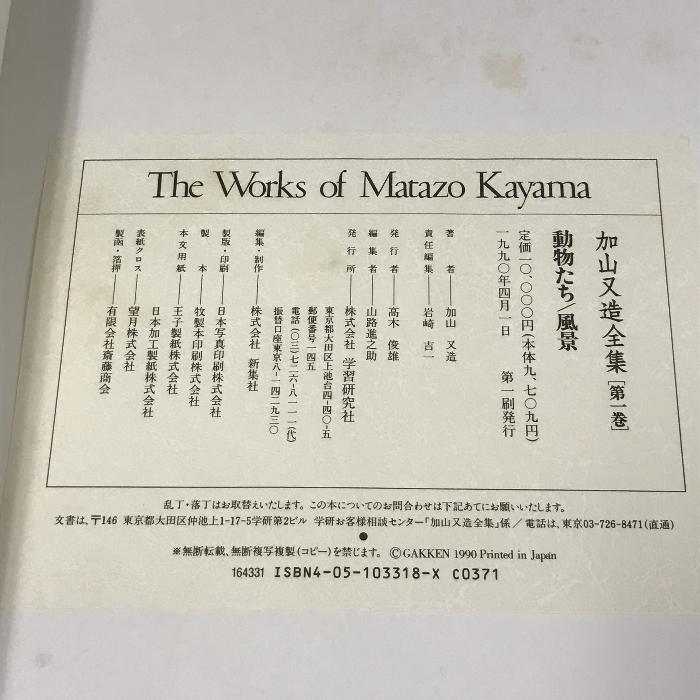 The Works of Matazo Kayama
加山又造全集［第一巻］
動物たち／風景
定価一〇、〇〇〇円（本体九、七〇九円）
一九九〇年四月一日　第一刷発行
著者――加山又造
責任編集――岩崎吉一
発行者――高木俊雄
編集者――山路進之助
発行所――株式会社 学習研究社
東京都大田区上池台四-四〇-五
郵便番号一四五
電話（〇三）七二六-八一一一（代）
振替口座東京八-一四二九三〇
編集・制作――株式会社 新集社
製版・印刷――日本写真印刷株式会社
製本――牧製本印刷株式会社
本文用紙――王子製紙株式会社
日本加工製紙株式会社
表紙クロス――望月株式会社
製函・箔押――有限会社斎藤商会
乱丁・落丁はお取替えいたします。この本についてのお問合わせは下記あてにお願いいたします。
文書は、〒146 東京都大田区仲池上1-17-5学研第2ビル 学研お客様相談センター「加山又造全集」係／電話は、東京03-726-8471（直通）
●
※無断転載、無断複写複製（コピー）を禁じます。 ©GAKKEN 1990 Printed in Japan
164331 ISBN4-05-103318-X C0371